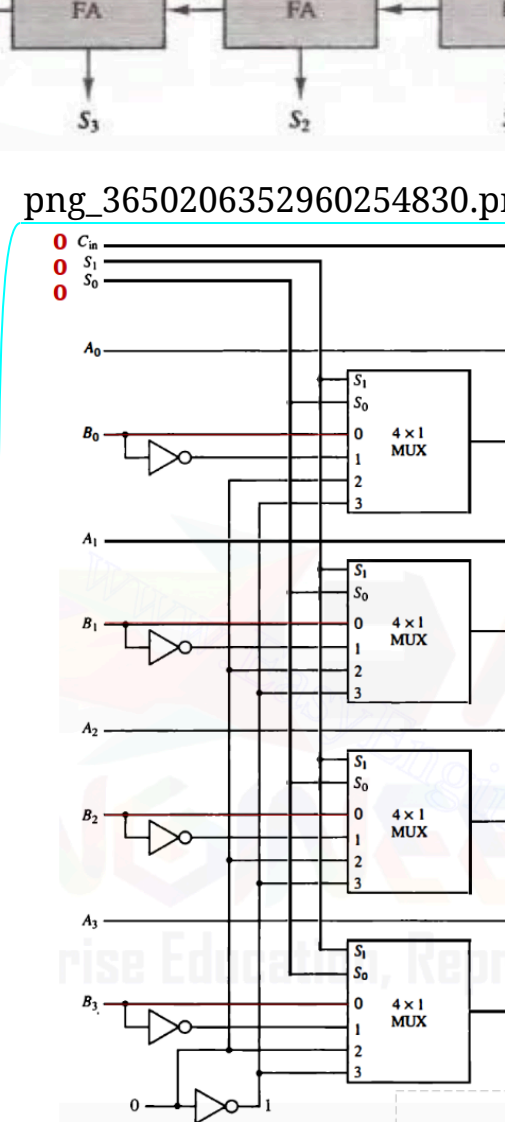 FA FA
S3 S2
png_3650206352960254830.p
0 Cin
0 S1
0 S0
A0
S1
S0
B0 0 4 × 1
MUX
1
2
3
A1
S1
S0
B1 0 4 × 1
MUX
1
2
3
A2
S1
S0
B2 0 4 × 1
MUX
1
2
3
A3
S1
S0
B3 0 4 × 1
MUX
1
2
3
0 1